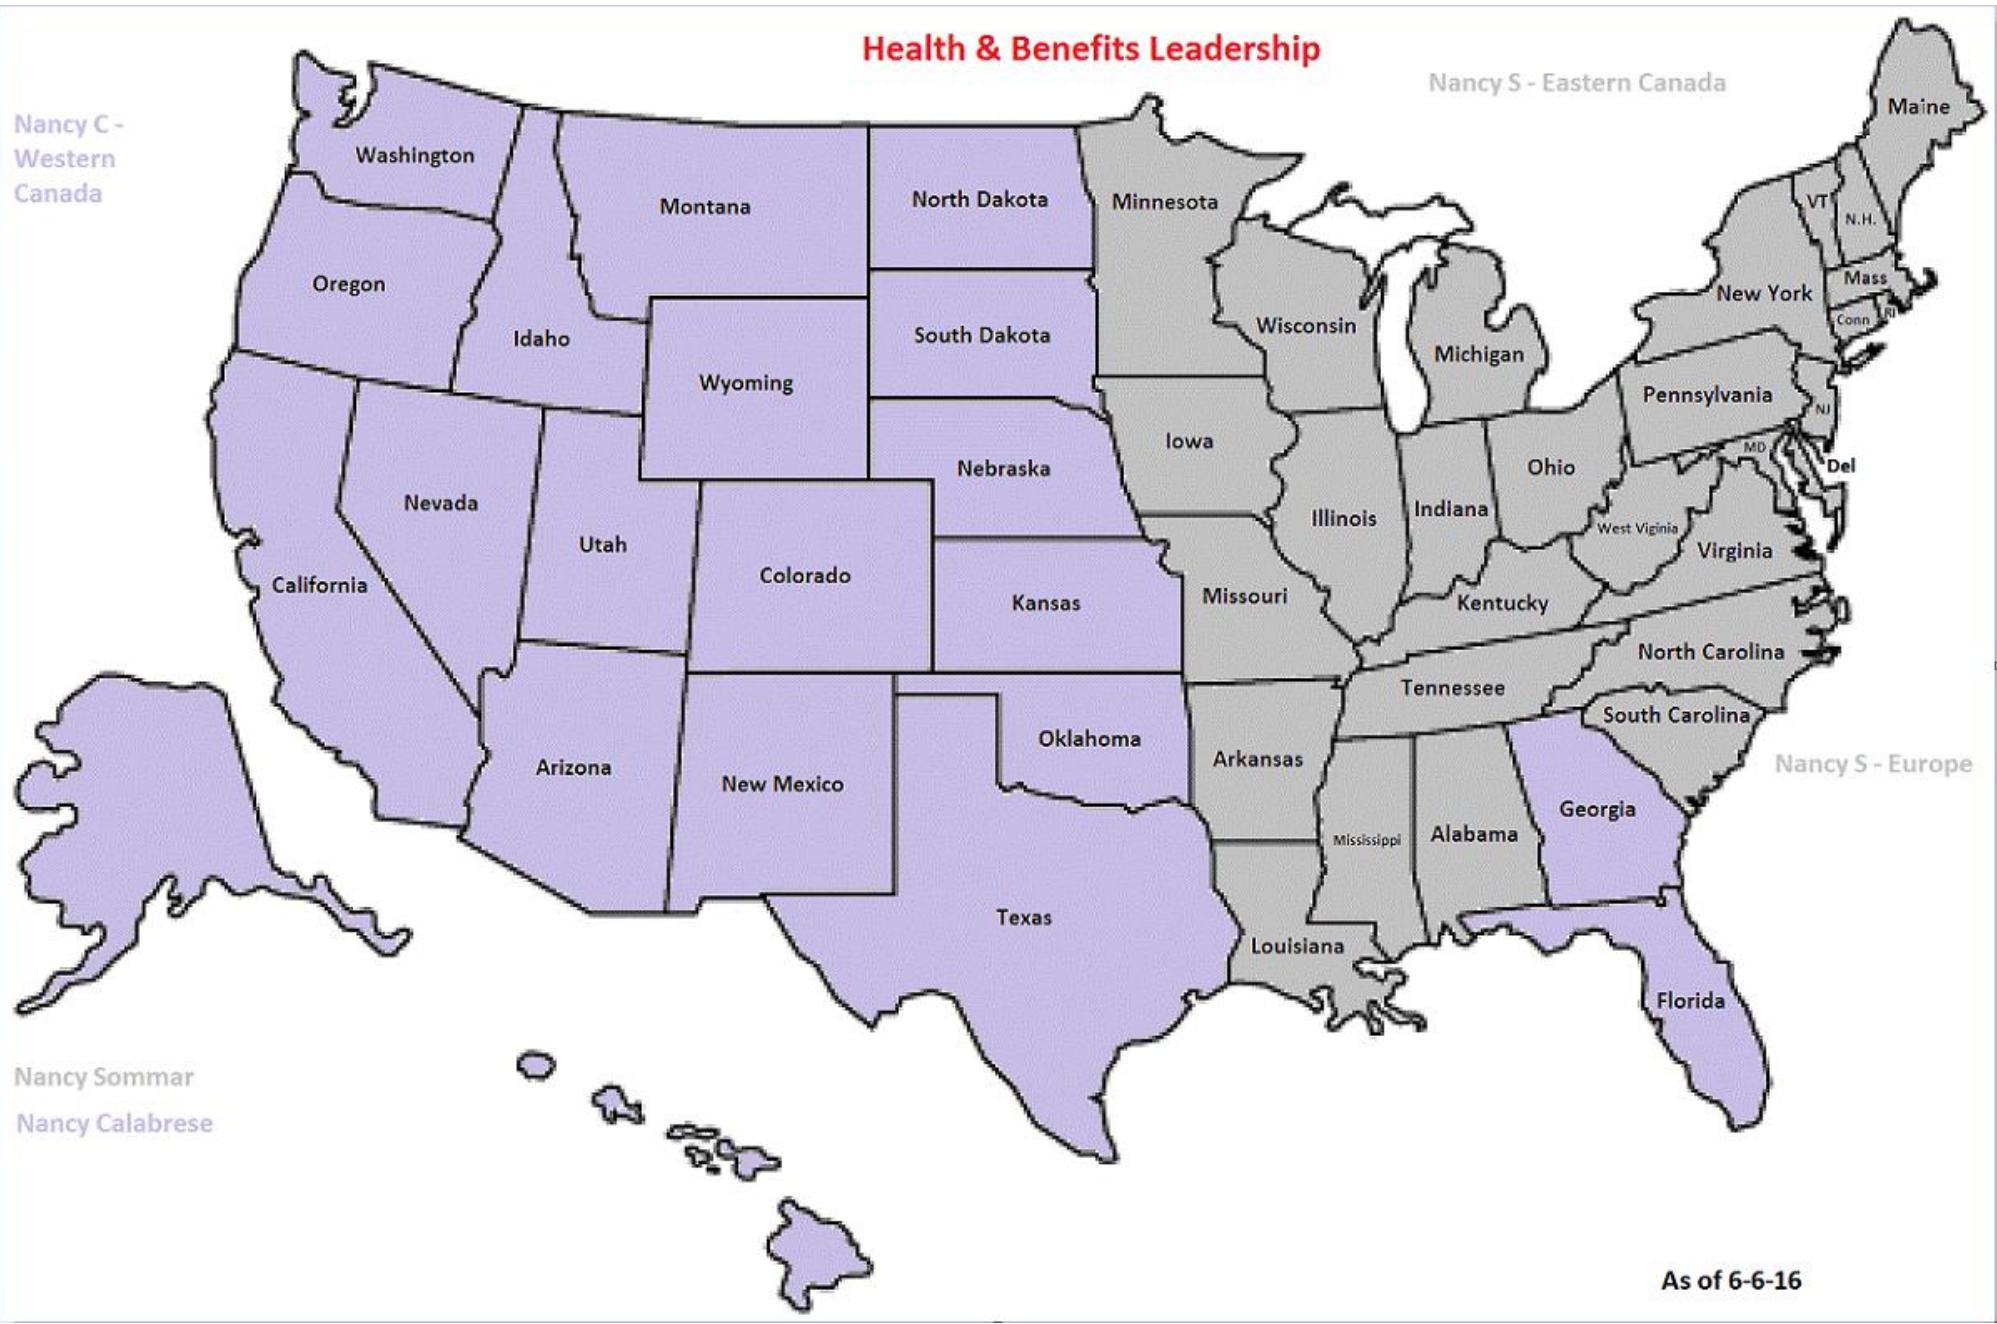 Health & Benefits Leadership
Nancy S - Eastern Canada
Nancy C -
Western
Canada
Maine
Washington
Montana
North Dakota
Minnesota
VT
N.H.
Oregon
Idaho
South Dakota
Wisconsin
Michigan
New York
Mass
Conn
RI
Wyoming
Nebraska
Iowa
Pennsylvania
NJ
MD
Del
Nevada
Utah
Colorado
Illinois
Indiana
Ohio
West Viginia
Virginia
California
Kansas
Missouri
Kentucky
North Carolina
Tennessee
South Carolina
Arizona
New Mexico
Oklahoma
Arkansas
Nancy S - Europe
Georgia
Mississippi
Alabama
Texas
Louisiana
Florida
Nancy Sommar
Nancy Calabrese
As of 6-6-16